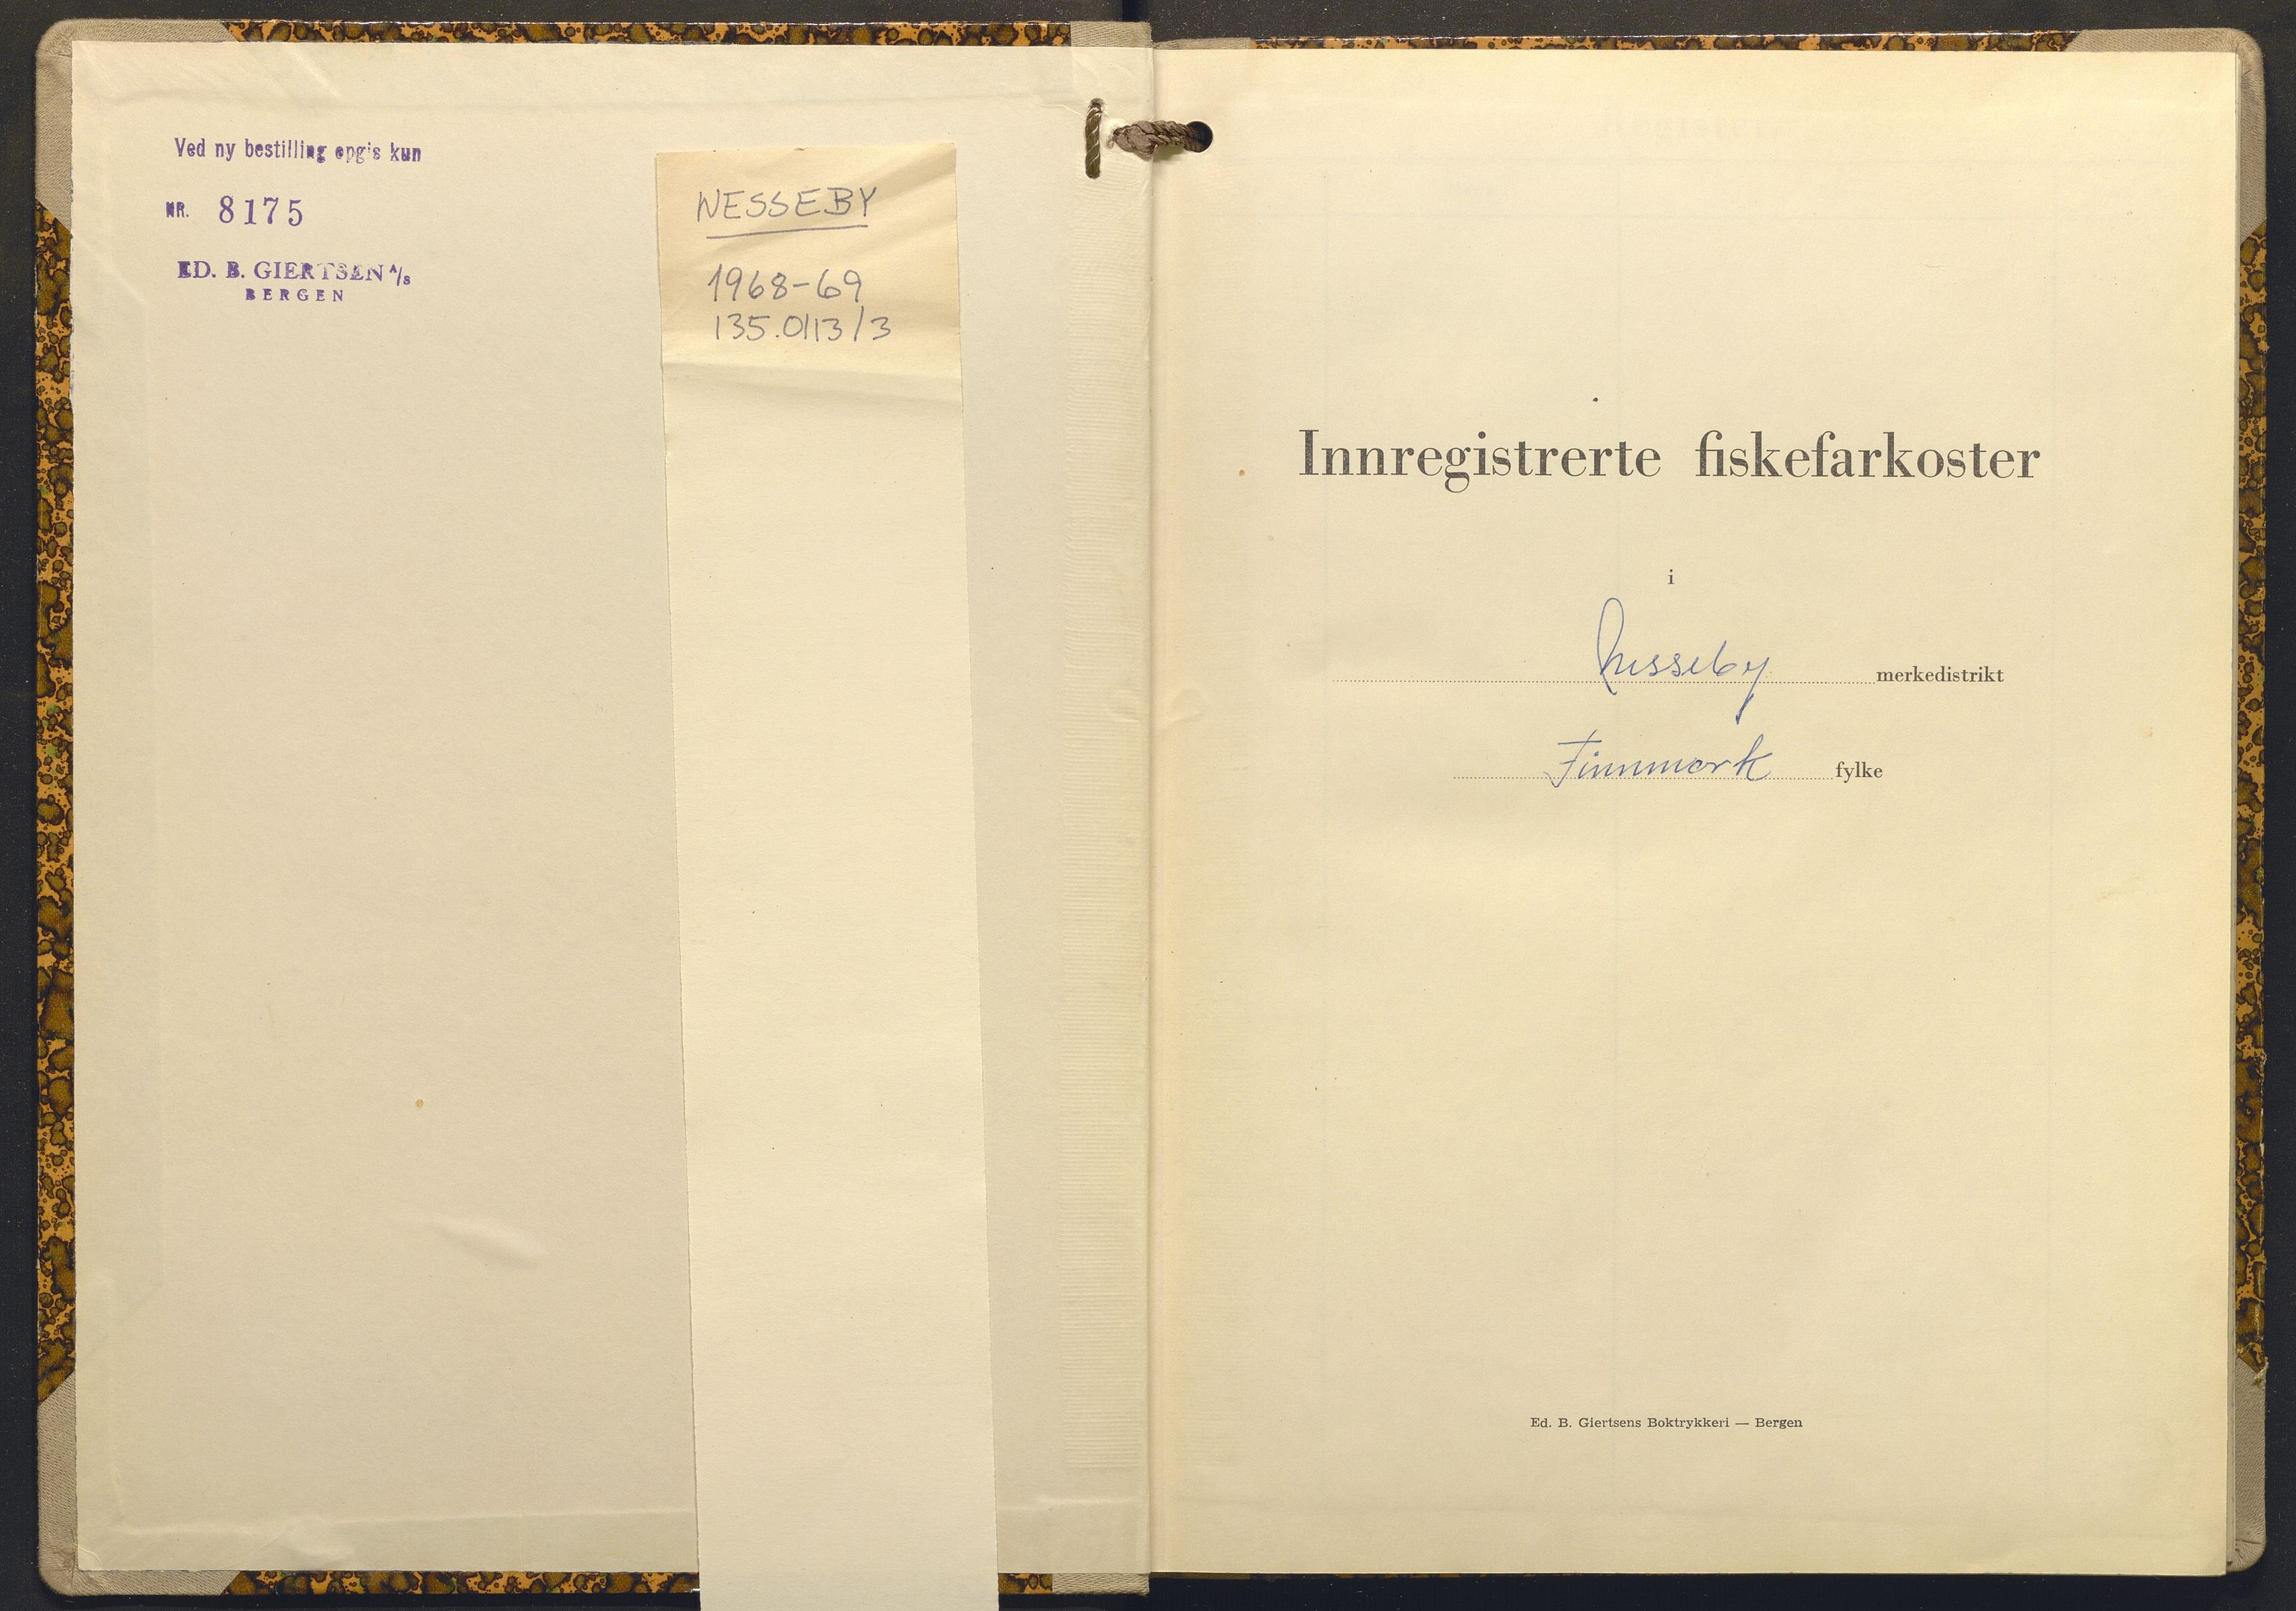 Ved ny bestilling opgis kun
NR. 8175
ED. B. GIERTSEN A/S
BERGEN
NESSEBY
1968-69
135.0113/3
Innregistrerte fiskefarkoster
i
Nesseby merkedistrikt
Finnmark fylke
Ed. B. Giertsens Boktrykkeri — Bergen